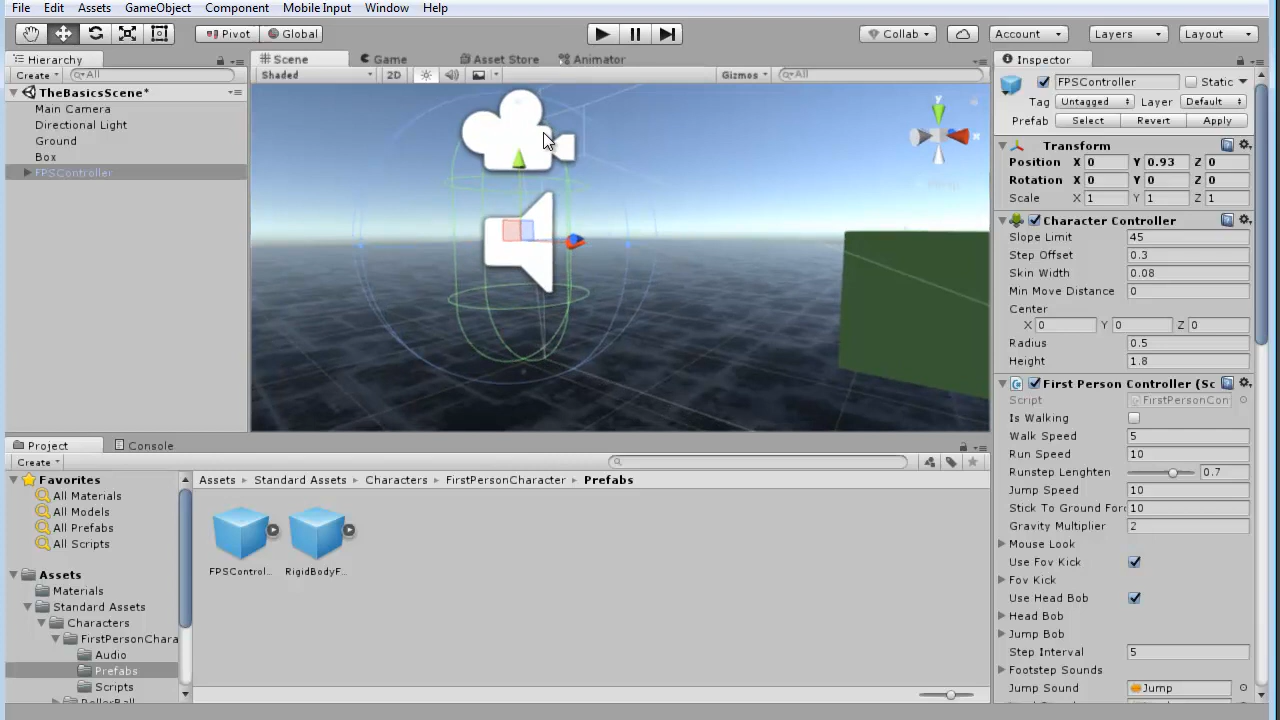 File Edit Assets GameObject Component Mobile Input Window Help
Pivot Global Collab Account Layers Layout
Hierarchy
Create All
TheBasicsScene*
Main Camera
Directional Light
Ground
Box
FPSController
Scene Game Asset Store Animator
Shaded 2D Gizmos All
y
x
Inspector
FPSController Static
Tag Untagged Layer Default
Prefab Select Revert Apply
Transform
Position X 0 Y 0.93 Z 0
Rotation X 0 Y 0 Z 0
Scale X 1 Y 1 Z 1
Character Controller
Slope Limit 45
Step Offset 0.3
Skin Width 0.08
Min Move Distance 0
Center
X 0 Y 0 Z 0
Radius 0.5
Height 1.8
First Person Controller (Sc
Script FirstPersonCon
Is Walking
Walk Speed 5
Run Speed 10
Runstep Lenghten 0.7
Jump Speed 10
Stick To Ground Forc 10
Gravity Multiplier 2
Mouse Look
Use Fov Kick
Fov Kick
Use Head Bob
Head Bob
Jump Bob
Step Interval 5
Footstep Sounds
Jump Sound Jump
Project Console
Create
Favorites
All Materials
All Models
All Prefabs
All Scripts
Assets
Materials
Standard Assets
Characters
FirstPersonChara
Audio
Prefabs
Scripts
Assets Standard Assets Characters FirstPersonCharacter Prefabs
FPSControl... RigidBodyF...